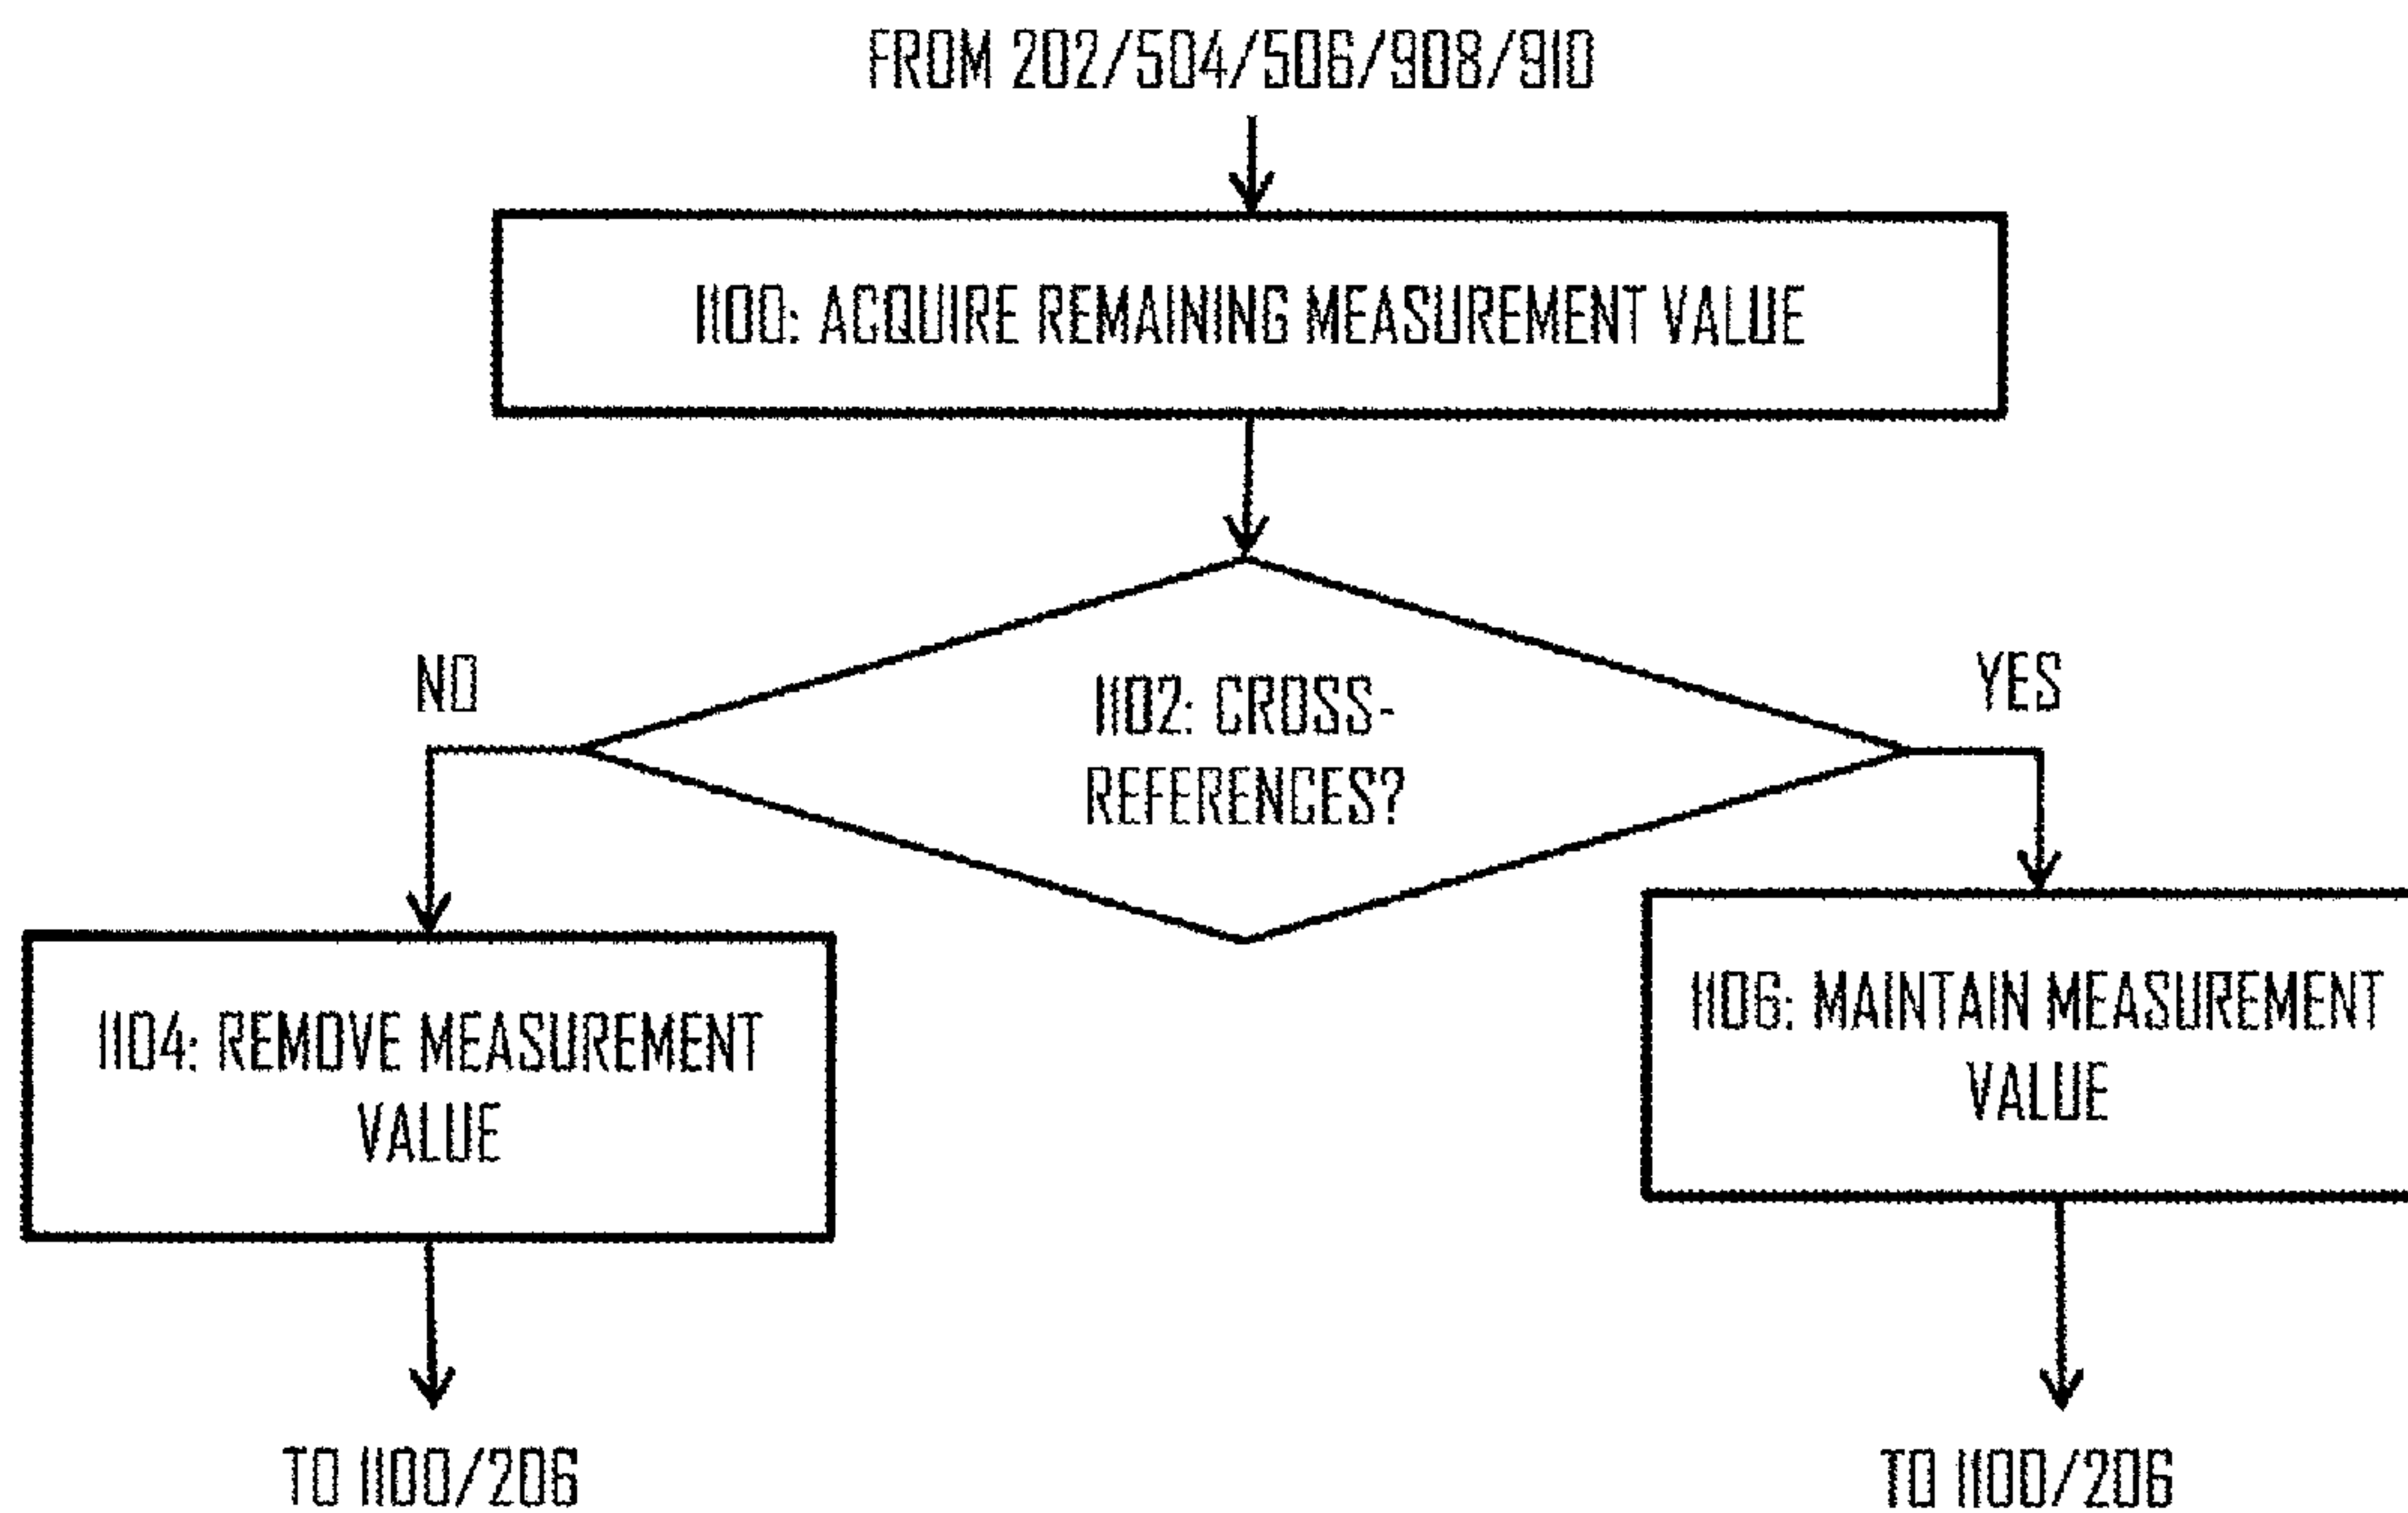 FROM 202/504/506/908/910
1100: ACQUIRE REMAINING MEASUREMENT VALUE
NO
YES
1102: CROSS-
REFERENCES?
1104: REMOVE MEASUREMENT
VALUE
1106: MAINTAIN MEASUREMENT
VALUE
TO 1100/206
TO 1100/206